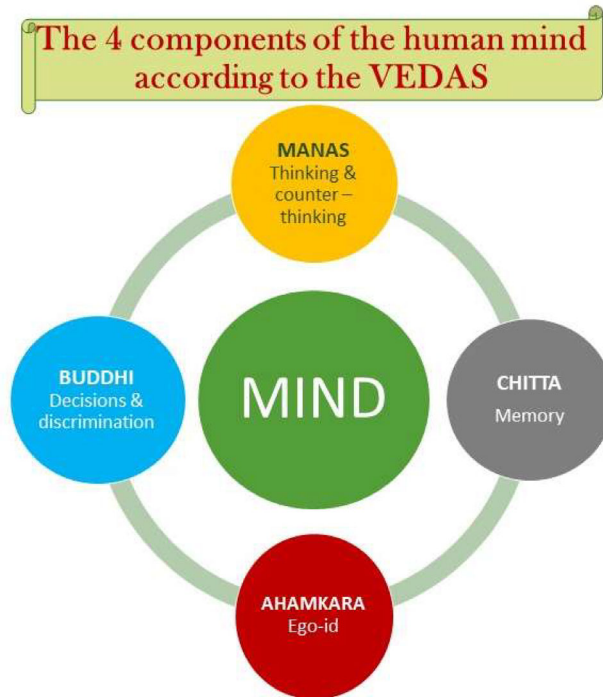 The 4 components of the human mind
according to the VEDAS
MANAS
Thinking &
counter –
thinking
BUDDHI
Decisions &
discrimination
MIND
CHITTA
Memory
AHAMKARA
Ego-id